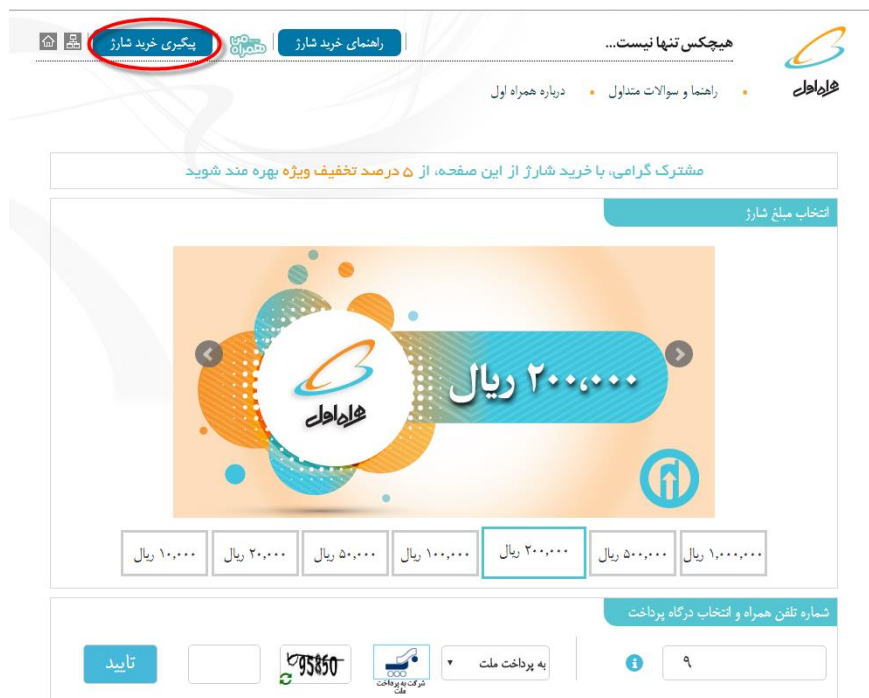 هیچکس تنها نیست...
راهنمای خرید شارژ
همراه من
پیگیری خرید شارژ
همراه اول
راهنما و سوالات متداول
درباره همراه اول
مشترک گرامی، با خرید شارژ از این صفحه، از ۵ درصد تخفیف ویژه بهره مند شوید
انتخاب مبلغ شارژ
۲۰۰،۰۰۰ ریال
همراه اول
۱,۰۰۰,۰۰۰ ریال
۵۰۰,۰۰۰ ریال
۲۰۰,۰۰۰ ریال
۱۰۰,۰۰۰ ریال
۵۰,۰۰۰ ریال
۲۰,۰۰۰ ریال
۱۰,۰۰۰ ریال
شماره تلفن همراه و انتخاب درگاه پرداخت
۹
به پرداخت ملت
شرکت به پرداخت
ملت
95850
تایید